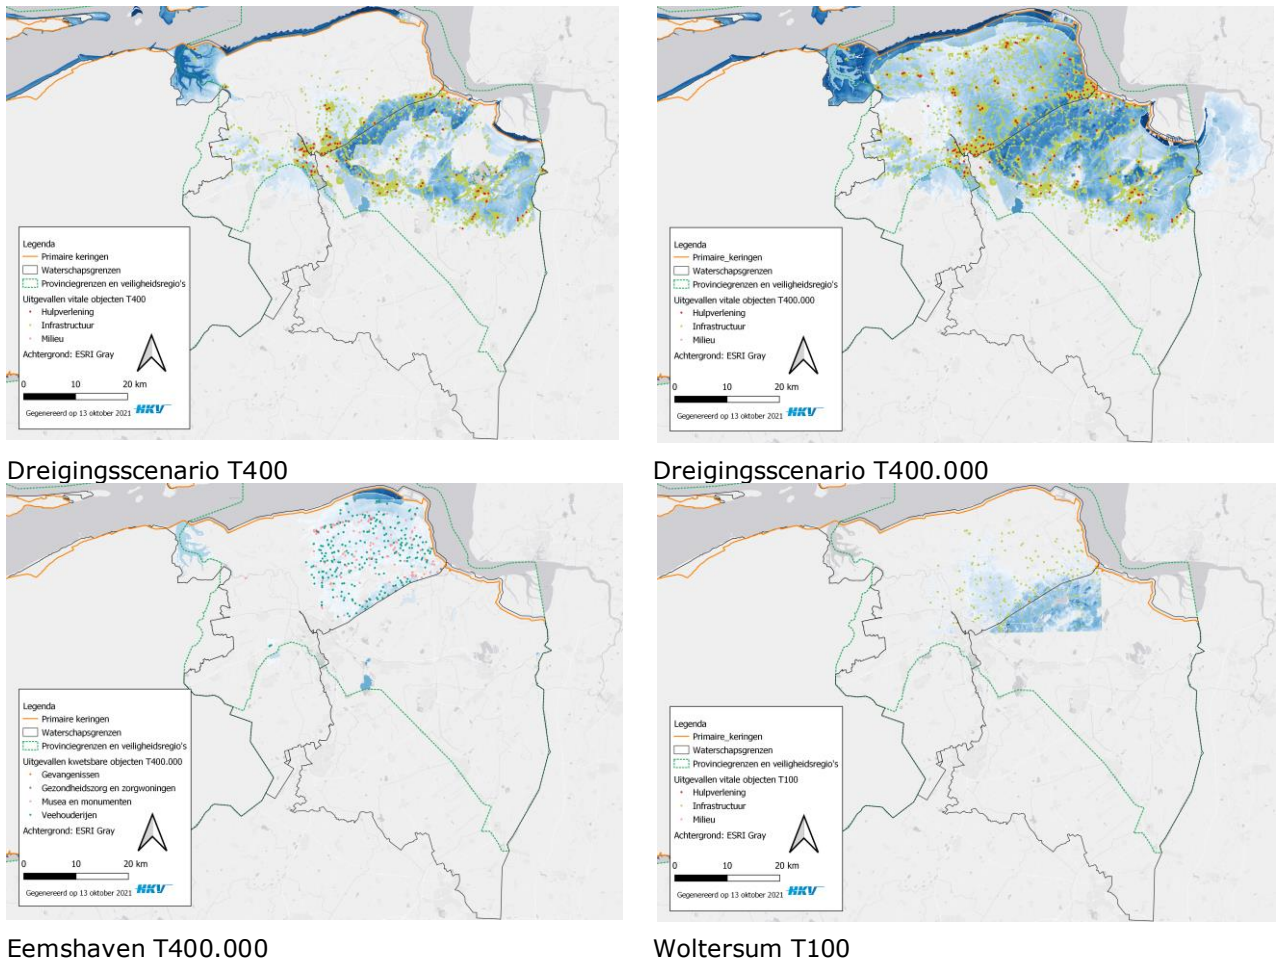 Legenda
Primaire keringen
Waterschapsgrenzen
Provinciegrenzen en veiligheidsregio's
Uitgevallen vitale objecten T400
Hulpverlening
Infrastructuur
Milieu
Achtergrond: ESRI Gray
0 10 20 km
Gegenereerd op 13 oktober 2021 HKV
Legenda
Primaire_keringen
Waterschapsgrenzen
Provinciegrenzen en veiligheidsregio's
Uitgevallen vitale objecten T400.000
Hulpverlening
Infrastructuur
Milieu
Achtergrond: ESRI Gray
0 10 20 km
Gegenereerd op 13 oktober 2021 HKV
Dreigingsscenario T400
Dreigingsscenario T400.000
Legenda
Primaire keringen
Waterschapsgrenzen
Provinciegrenzen en veiligheidsregio's
Uitgevallen kwetsbare objecten T400.000
Gevangenissen
Gezondheidszorg en zorgwoningen
Musea en monumenten
Veehouderijen
Achtergrond: ESRI Gray
0 10 20 km
Gegenereerd op 13 oktober 2021 HKV
Legenda
Primaire_keringen
Waterschapsgrenzen
Provinciegrenzen en veiligheidsregio's
Uitgevallen vitale objecten T100
Hulpverlening
Infrastructuur
Milieu
Achtergrond: ESRI Gray
0 10 20 km
Gegenereerd op 13 oktober 2021 HKV
Eemshaven T400.000
Woltersum T100